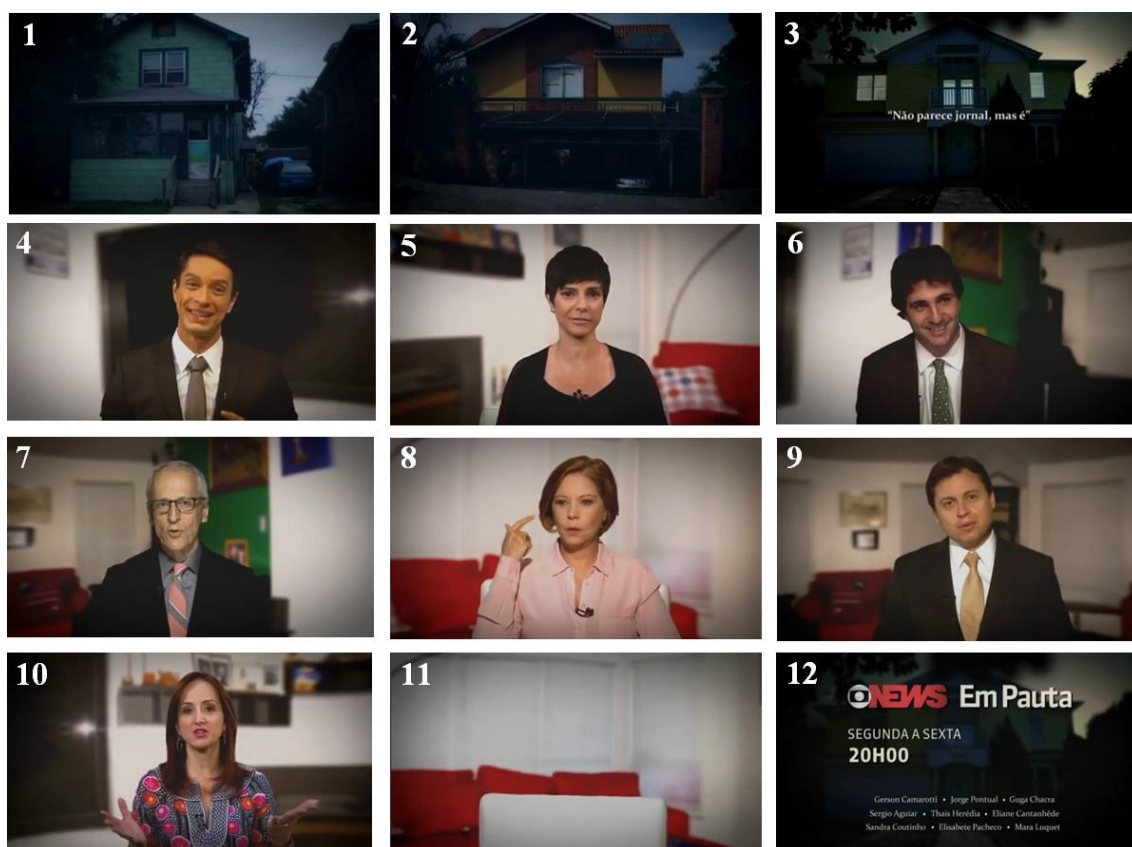 1
2
3
"Não parece jornal, mas é"
4
5
6
7
8
9
10
11
12
NEWS Em Pauta
SEGUNDA A SEXTA
20H00
Gerson Camarotti • Jorge Pontual • Guga Chacra
Sergio Aguiar • Thais Herédia • Eliane Cantanhêde
Sandra Coutinho • Elisabete Pacheco • Mara Luquet